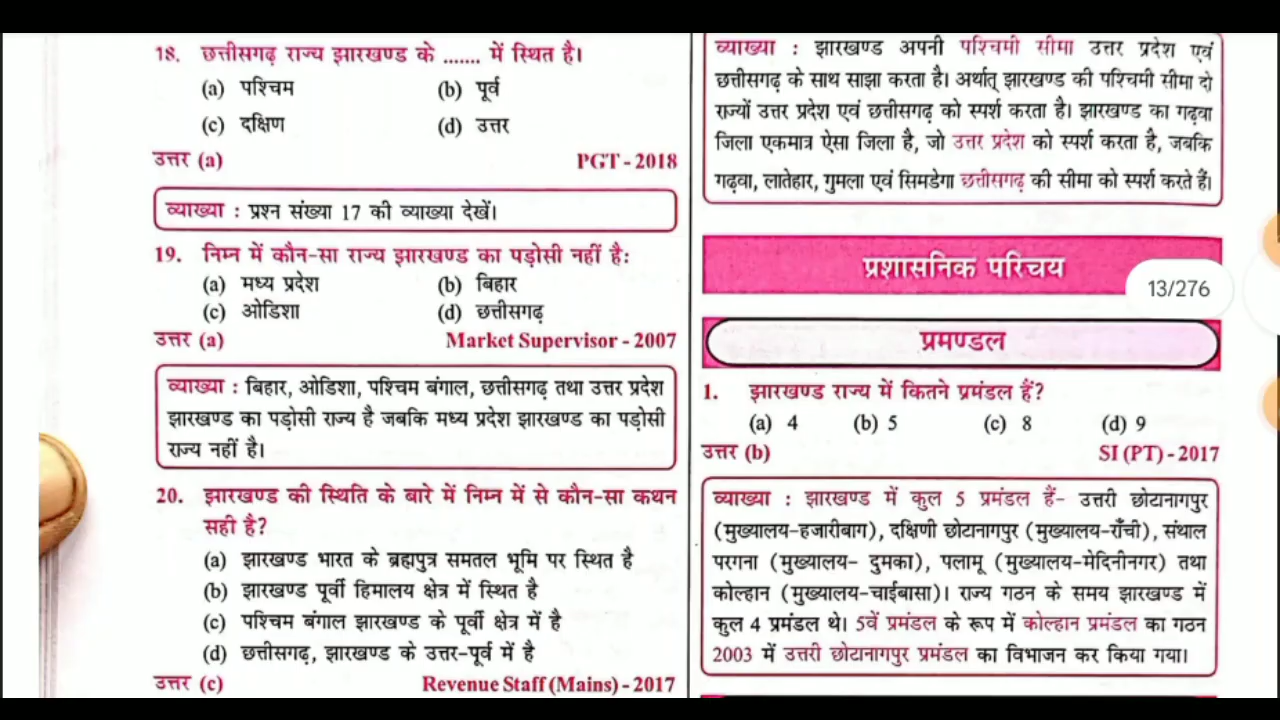 18. छत्तीसगढ़ राज्य झारखण्ड के ....... में स्थित है।
(a) पश्चिम (b) पूर्व
(c) दक्षिण (d) उत्तर
उत्तर (a) PGT - 2018
व्याख्या : प्रश्न संख्या 17 की व्याख्या देखें।
19. निम्न में कौन-सा राज्य झारखण्ड का पड़ोसी नहीं है:
(a) मध्य प्रदेश (b) बिहार
(c) ओडिशा (d) छत्तीसगढ़
उत्तर (a) Market Supervisor - 2007
व्याख्या : बिहार, ओडिशा, पश्चिम बंगाल, छत्तीसगढ़ तथा उत्तर प्रदेश
झारखण्ड का पड़ोसी राज्य है जबकि मध्य प्रदेश झारखण्ड का पड़ोसी
राज्य नहीं है।
20. झारखण्ड की स्थिति के बारे में निम्न में से कौन-सा कथन
सही है?
(a) झारखण्ड भारत के ब्रह्मपुत्र समतल भूमि पर स्थित है
(b) झारखण्ड पूर्वी हिमालय क्षेत्र में स्थित है
(c) पश्चिम बंगाल झारखण्ड के पूर्वी क्षेत्र में है
(d) छत्तीसगढ़, झारखण्ड के उत्तर-पूर्व में है
उत्तर (c) Revenue Staff (Mains) - 2017
व्याख्या : झारखण्ड अपनी पश्चिमी सीमा उत्तर प्रदेश एवं
छत्तीसगढ़ के साथ साझा करता है। अर्थात् झारखण्ड की पश्चिमी सीमा दो
राज्यों उत्तर प्रदेश एवं छत्तीसगढ़ को स्पर्श करता है। झारखण्ड का गढ़वा
जिला एकमात्र ऐसा जिला है, जो उत्तर प्रदेश को स्पर्श करता है, जबकि
गढ़वा, लातेहार, गुमला एवं सिमडेगा छत्तीसगढ़ की सीमा को स्पर्श करते हैं।
प्रशासनिक परिचय
13/276
प्रमण्डल
1. झारखण्ड राज्य में कितने प्रमंडल हैं?
(a) 4 (b) 5 (c) 8 (d) 9
उत्तर (b) SI (PT) - 2017
व्याख्या : झारखण्ड में कुल 5 प्रमंडल हैं- उत्तरी छोटानागपुर
(मुख्यालय-हजारीबाग), दक्षिणी छोटानागपुर (मुख्यालय-राँची), संथाल
परगना (मुख्यालय- दुमका), पलामू (मुख्यालय-मेदिनीनगर) तथा
कोल्हान (मुख्यालय-चाईबासा)। राज्य गठन के समय झारखण्ड में
कुल 4 प्रमंडल थे। 5वें प्रमंडल के रूप में कोल्हान प्रमंडल का गठन
2003 में उत्तरी छोटानागपुर प्रमंडल का विभाजन कर किया गया।